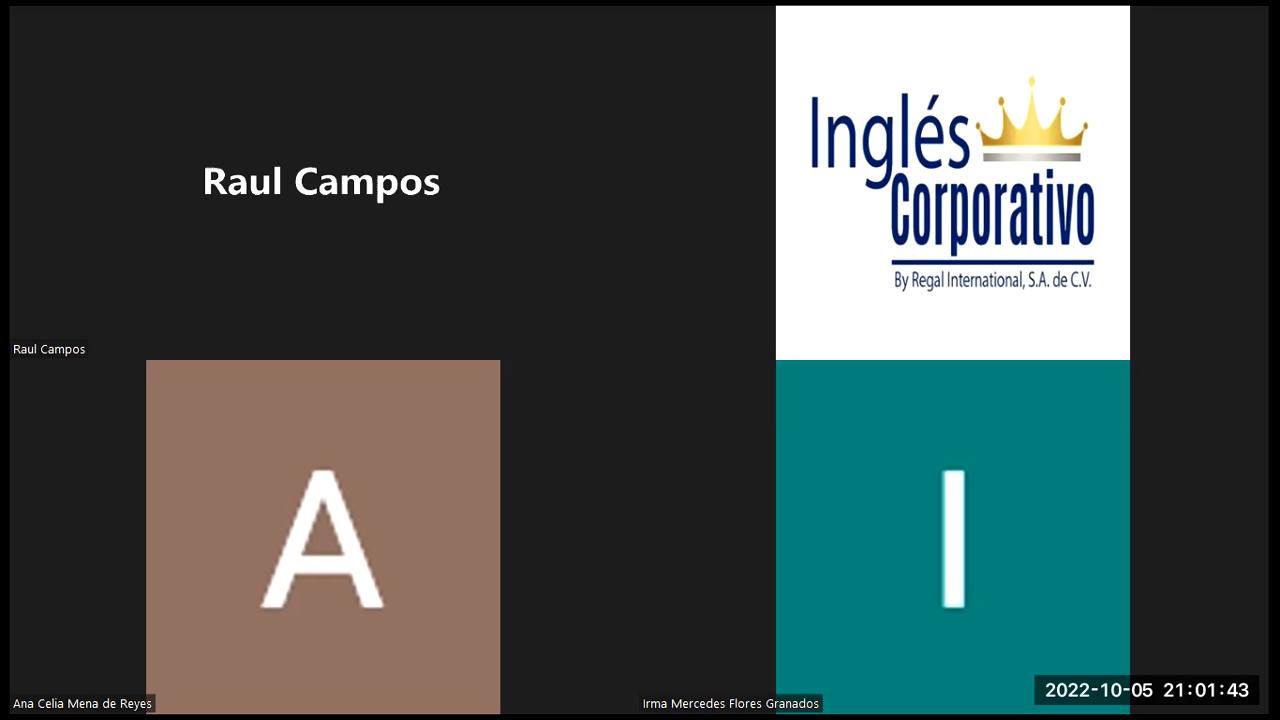 Raul Campos
Inglés
Corporativo
By Regal International, S.A. de C.V.
Raul Campos
A
I
Ana Celia Mena de Reyes
Irma Mercedes Flores Granados
2022-10-05 21:01:43